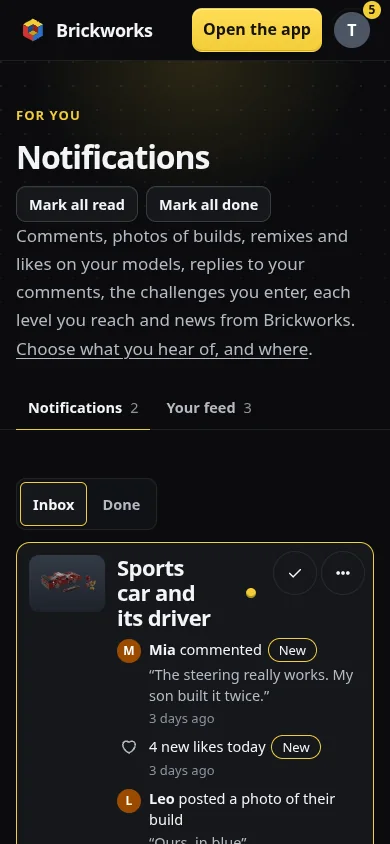 Brickworks
Open the app
T
5
FOR YOU
Notifications
Mark all read
Mark all done
Comments, photos of builds, remixes and
likes on your models, replies to your
comments, the challenges you enter, each
level you reach and news from Brickworks.
Choose what you hear of, and where.
Notifications 2
Your feed 3
Inbox
Done
Sports
car and
its driver
M
Mia commented New
“The steering really works. My
son built it twice.”
3 days ago
4 new likes today New
3 days ago
L
Leo posted a photo of their
build
“Ours, in blue”